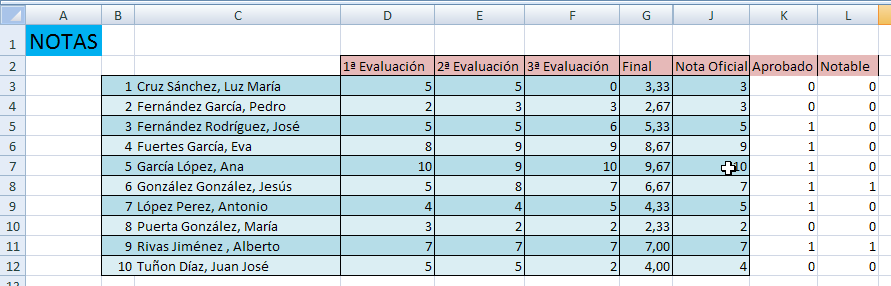 A B C D E F G J K L
1 NOTAS
2 1ª Evaluación 2ª Evaluación 3ª Evaluación Final Nota Oficial Aprobado Notable
3 1 Cruz Sánchez, Luz María 5 5 0 3,33 3 0 0
4 2 Fernández García, Pedro 2 3 3 2,67 3 0 0
5 3 Fernández Rodríguez, José 5 5 6 5,33 5 1 0
6 4 Fuertes García, Eva 8 9 9 8,67 9 1 0
7 5 García López, Ana 10 9 10 9,67 10 1 0
8 6 González González, Jesús 5 8 7 6,67 7 1 1
9 7 López Perez, Antonio 4 4 5 4,33 5 1 0
10 8 Puerta González, María 3 2 2 2,33 2 0 0
11 9 Rivas Jiménez , Alberto 7 7 7 7,00 7 1 1
12 10 Tuñon Díaz, Juan José 5 5 2 4,00 4 0 0